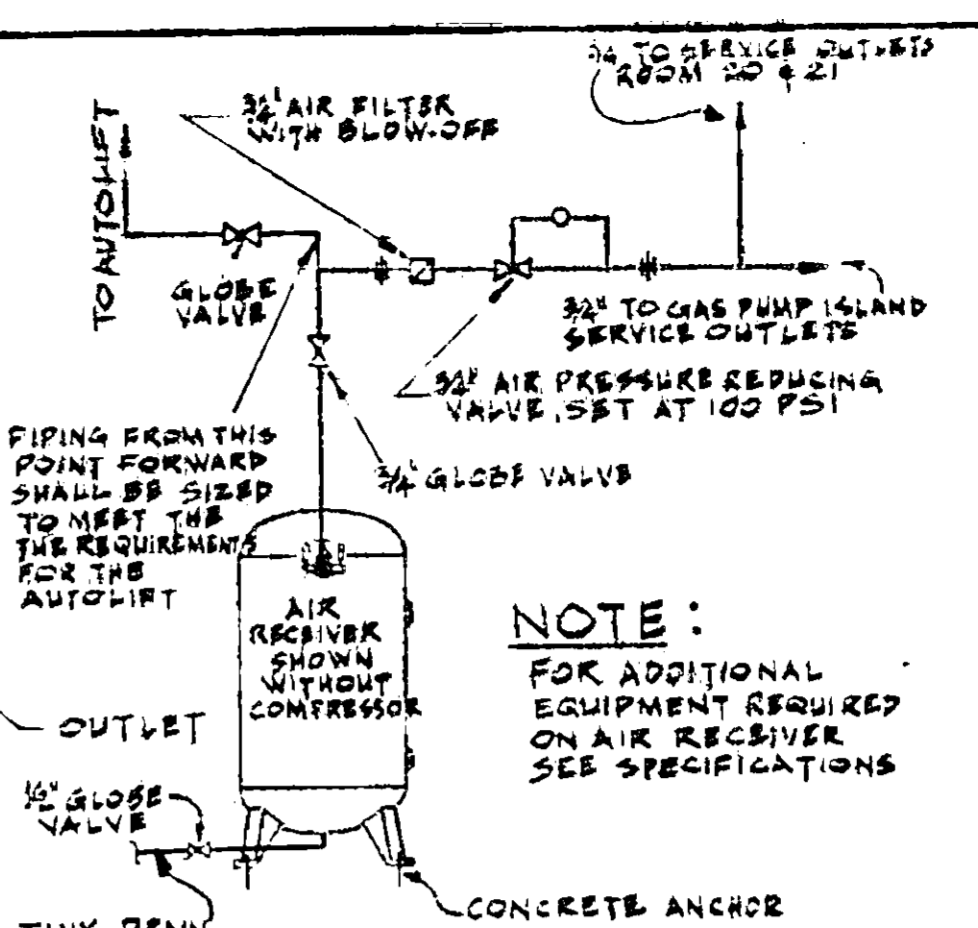 3/4 TO SERVICE OUTLETS
ROOM 20 & 21
3/4" AIR FILTER
WITH BLOW-OFF
TO AUTOLIFT
GLOBE
VALVE
3/4" TO GAS PUMP ISLAND
SERVICE OUTLETS
3/4" AIR PRESSURE REDUCING
VALVE, SET AT 100 PSI
PIPING FROM THIS
POINT FORWARD
SHALL BE SIZED
TO MEET THE
THE REQUIREMENTS
FOR THE
AUTOLIFT
3/4" GLOBE VALVE
AIR
RECEIVER
SHOWN
WITHOUT
COMPRESSOR
NOTE:
FOR ADDITIONAL
EQUIPMENT REQUIRED
ON AIR RECEIVER
SEE SPECIFICATIONS
OUTLET
1/2" GLOBE
VALVE
CONCRETE ANCHOR